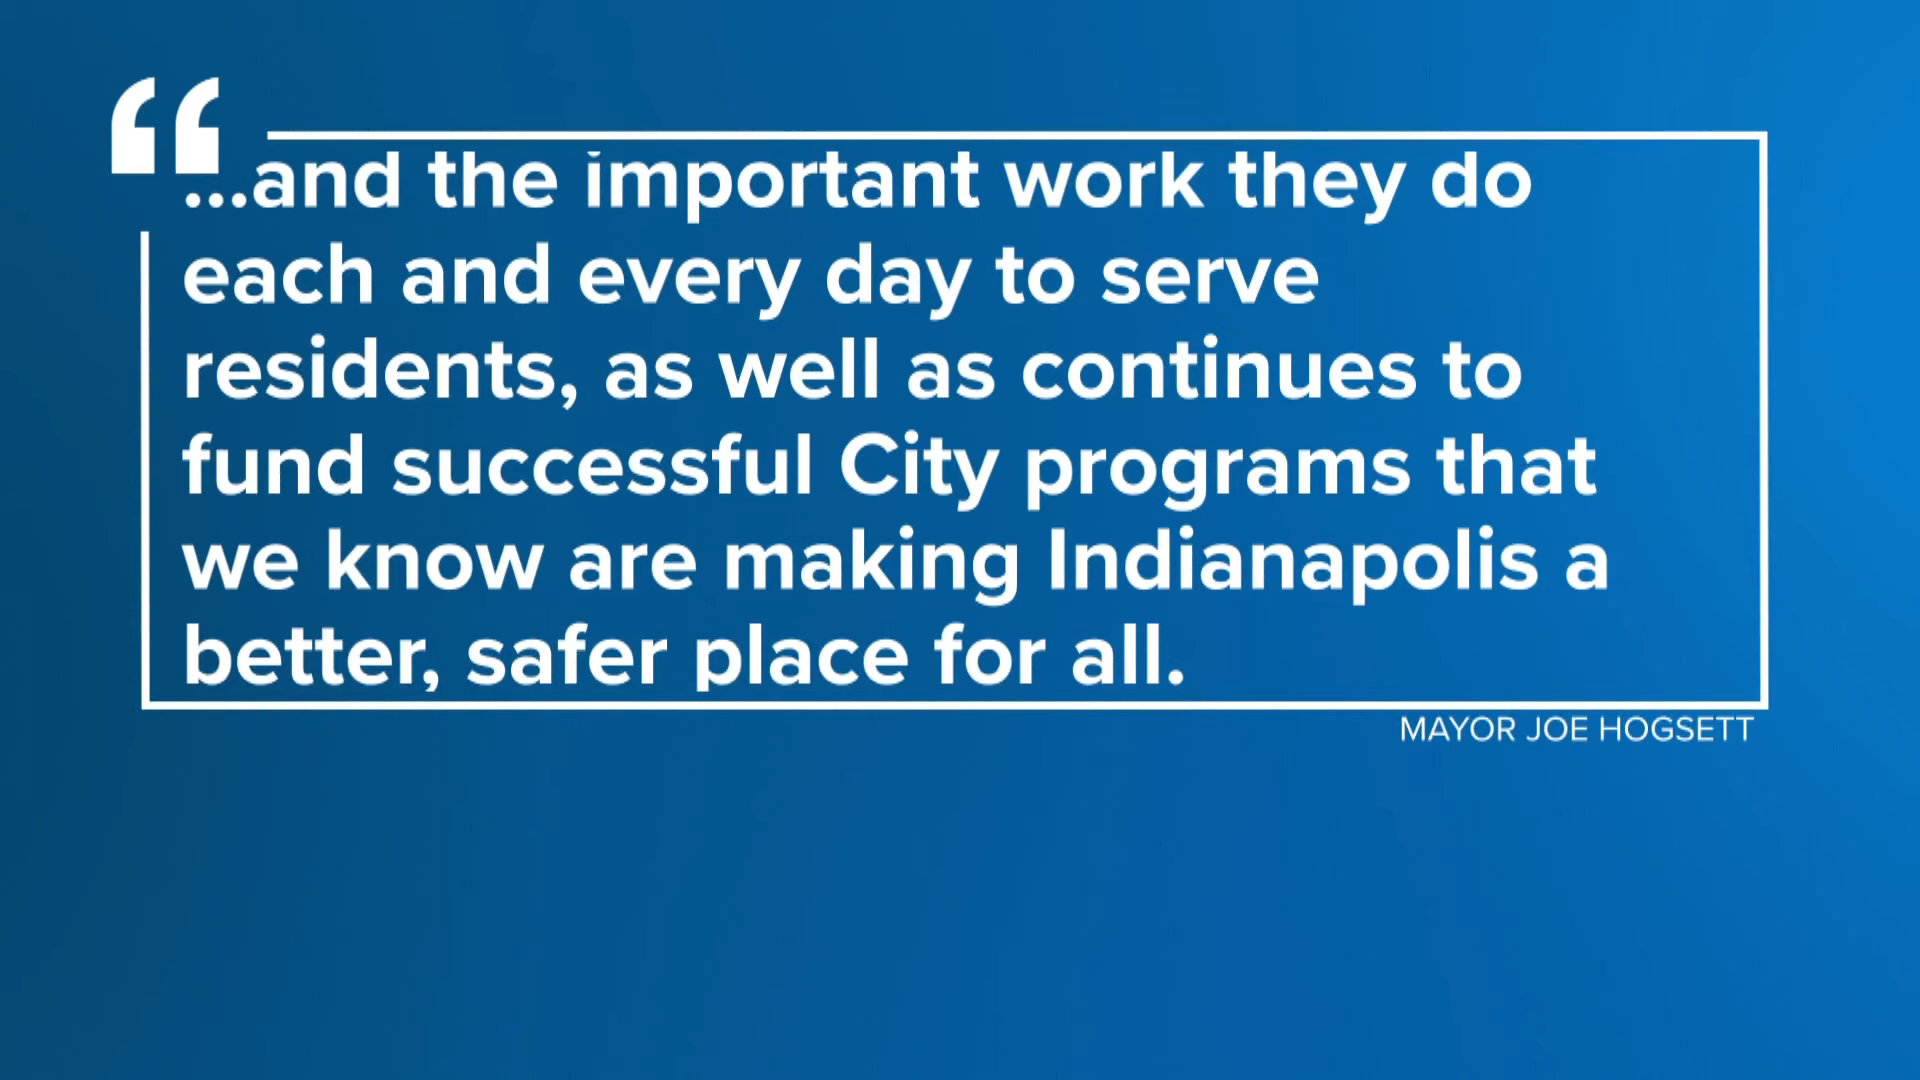 “
...and the important work they do
each and every day to serve
residents, as well as continues to
fund successful City programs that
we know are making Indianapolis a
better, safer place for all.
MAYOR JOE HOGSETT